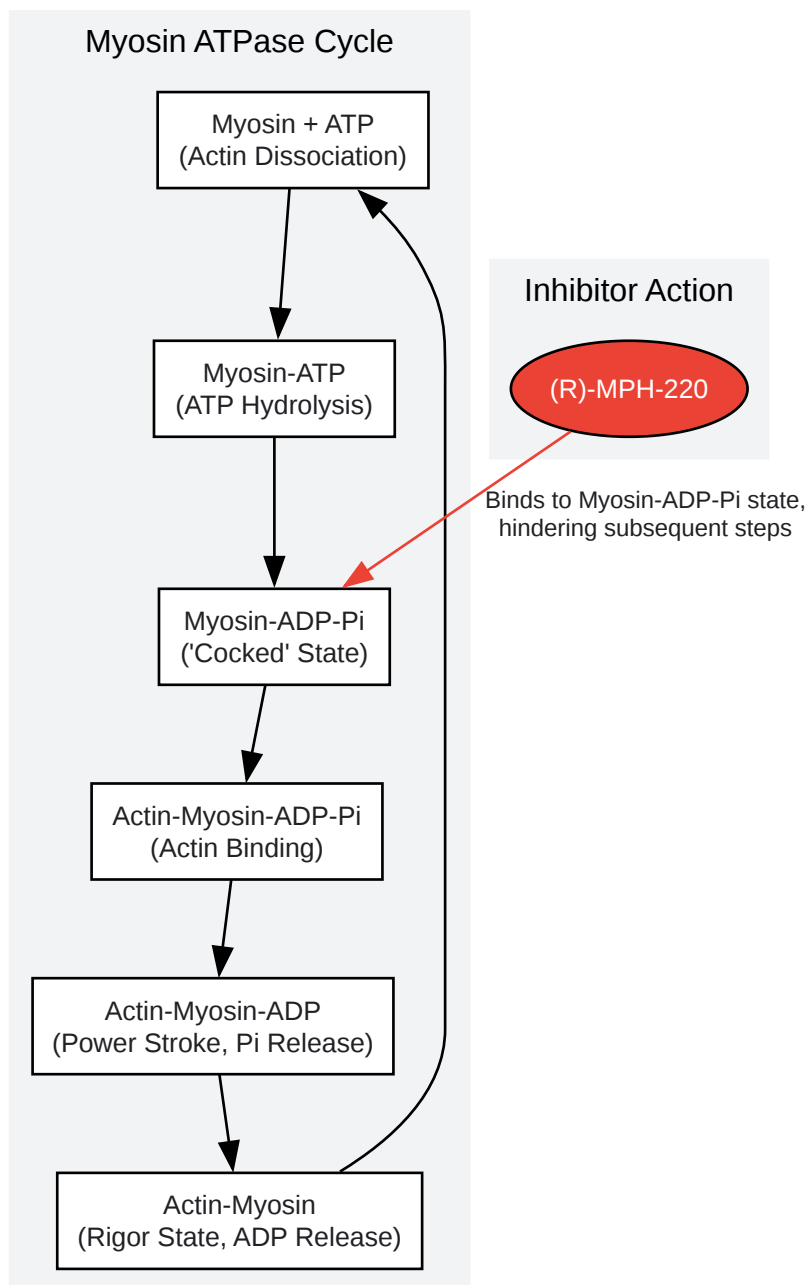 Myosin ATPase Cycle
Myosin + ATP
(Actin Dissociation)
Inhibitor Action
Myosin-ATP
(ATP Hydrolysis)
(R)-MPH-220
Binds to Myosin-ADP-Pi state,
hindering subsequent steps
Myosin-ADP-Pi
('Cocked' State)
Actin-Myosin-ADP-Pi
(Actin Binding)
Actin-Myosin-ADP
(Power Stroke, Pi Release)
Actin-Myosin
(Rigor State, ADP Release)